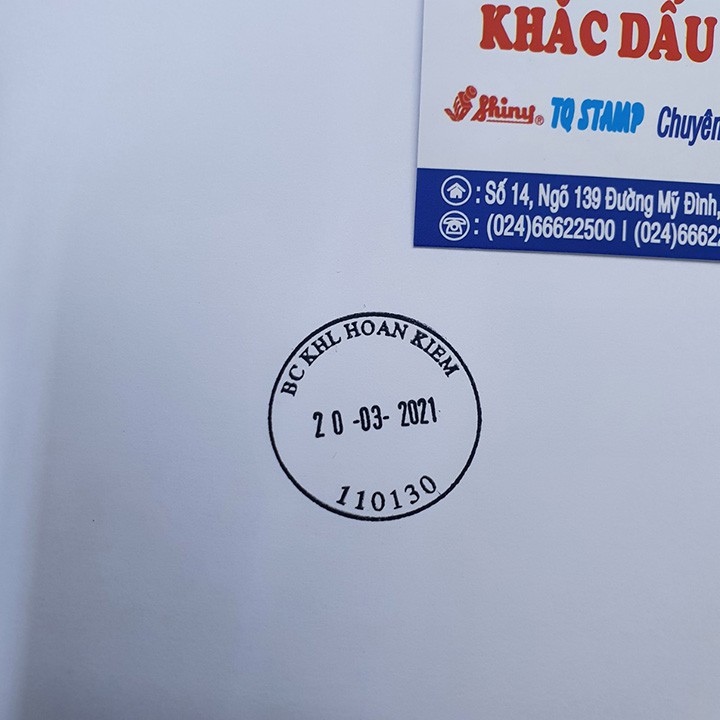 KHẮC DẤU
Shiny® TQ STAMP Chuyên
: Số 14, Ngõ 139 Đường Mỹ Đình,
: (024)66622500 | (024)6662
BC KHL HOAN KIEM
20 -03- 2021
110130